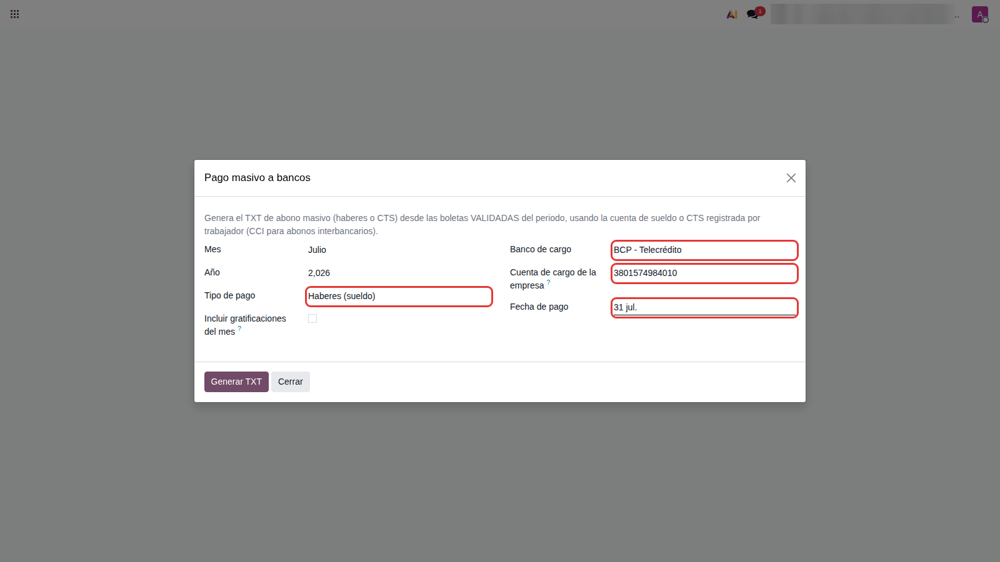 AI
1
..
A
Pago masivo a bancos
Genera el TXT de abono masivo (haberes o CTS) desde las boletas VALIDADAS del periodo, usando la cuenta de sueldo o CTS registrada por
trabajador (CCI para abonos interbancarios).
Mes
Julio
Año
2,026
Tipo de pago
Haberes (sueldo)
Incluir gratificaciones
del mes ?
Banco de cargo
BCP - Telecrédito
Cuenta de cargo de la
empresa ?
3801574984010
Fecha de pago
31 jul.
Generar TXT
Cerrar